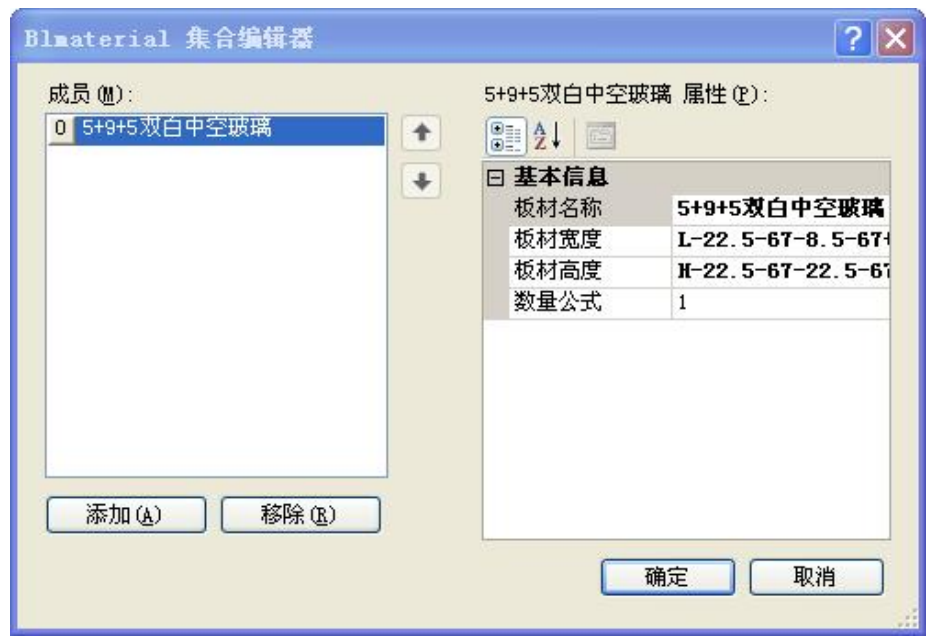 Blmaterial 集合编辑器
成员(M):
0 5+9+5双白中空玻璃
添加(A)
移除(R)
5+9+5双白中空玻璃 属性(P):
基本信息
板材名称 5+9+5双白中空玻璃
板材宽度 L-22.5-67-8.5-67+
板材高度 H-22.5-67-22.5-67
数量公式 1
确定
取消